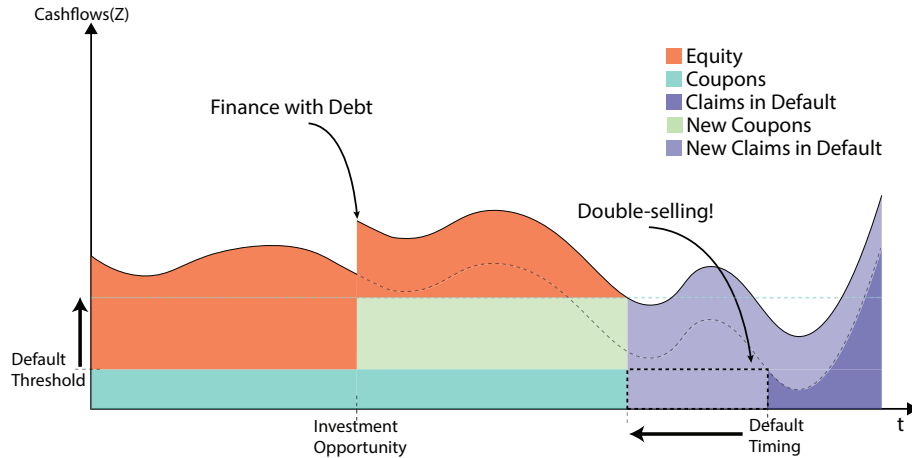 Cashflows(Z)
Equity
Coupons
Claims in Default
New Coupons
New Claims in Default
Finance with Debt
Double-selling!
Default
Threshold
Investment
Opportunity
Default
Timing
t